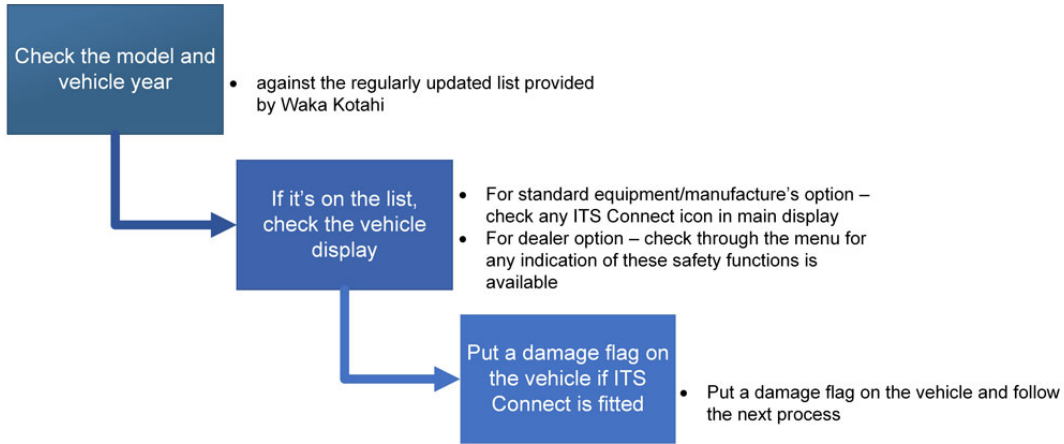 Check the model and
vehicle year
• against the regularly updated list provided
by Waka Kotahi
If it's on the list,
check the vehicle
display
• For standard equipment/manufacture's option –
check any ITS Connect icon in main display
• For dealer option – check through the menu for
any indication of these safety functions is
available
Put a damage flag on
the vehicle if ITS
Connect is fitted
• Put a damage flag on the vehicle and follow
the next process